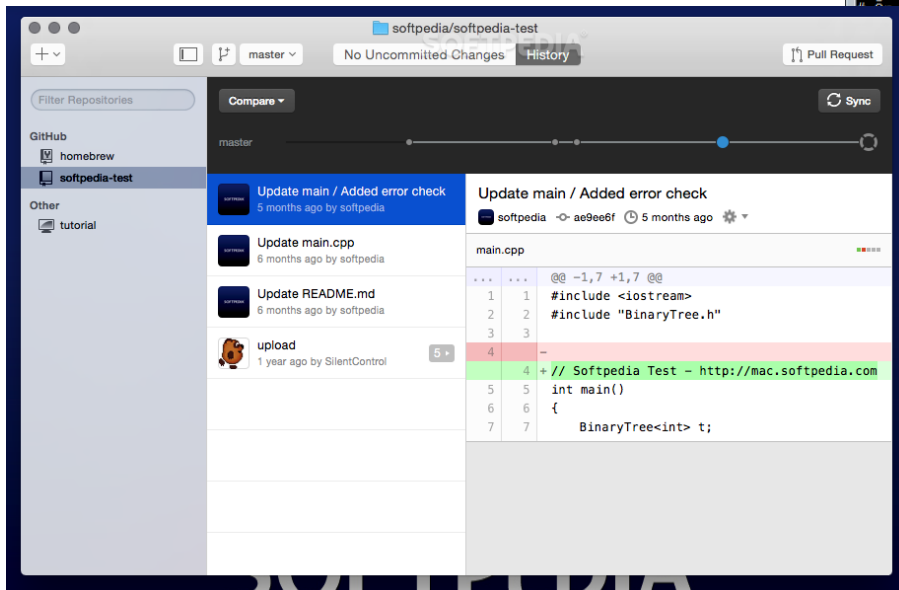 softpedia/softpedia-test
master
No Uncommitted Changes
History
Pull Request
Filter Repositories
Compare
Sync
GitHub
homebrew
softpedia-test
Other
tutorial
master
Update main / Added error check
5 months ago by softpedia
Update main.cpp
6 months ago by softpedia
Update README.md
6 months ago by softpedia
upload
1 year ago by SilentControl
5
Update main / Added error check
softpedia ae9ee6f 5 months ago
main.cpp
... ... @@ -1,7 +1,7 @@
1 1 #include <iostream>
2 2 #include "BinaryTree.h"
3 3
4 -
4 +// Softpedia Test - http://mac.softpedia.com
5 5 int main()
6 6 {
7 7 BinaryTree<int> t;
SOFTPEDIA
SOFTPEDIA